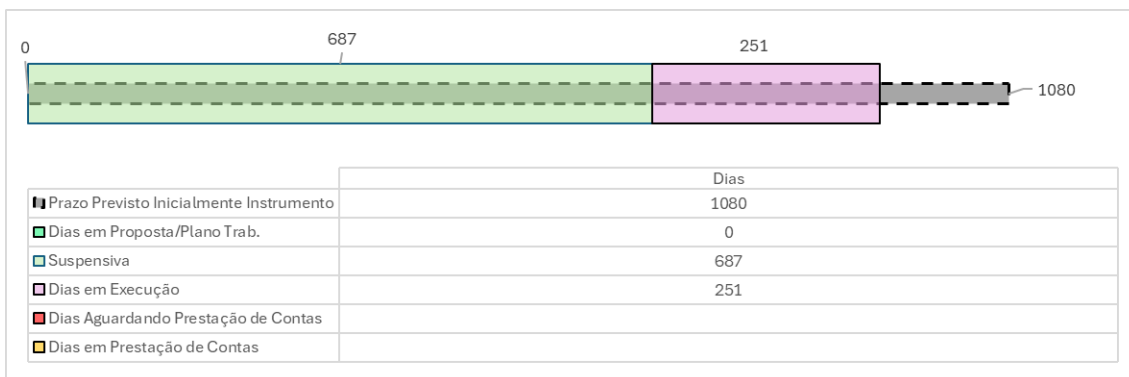 0
687
251
1080
Dias
Prazo Previsto Inicialmente Instrumento 1080
Dias em Proposta/Plano Trab. 0
Suspensiva 687
Dias em Execução 251
Dias Aguardando Prestação de Contas
Dias em Prestação de Contas